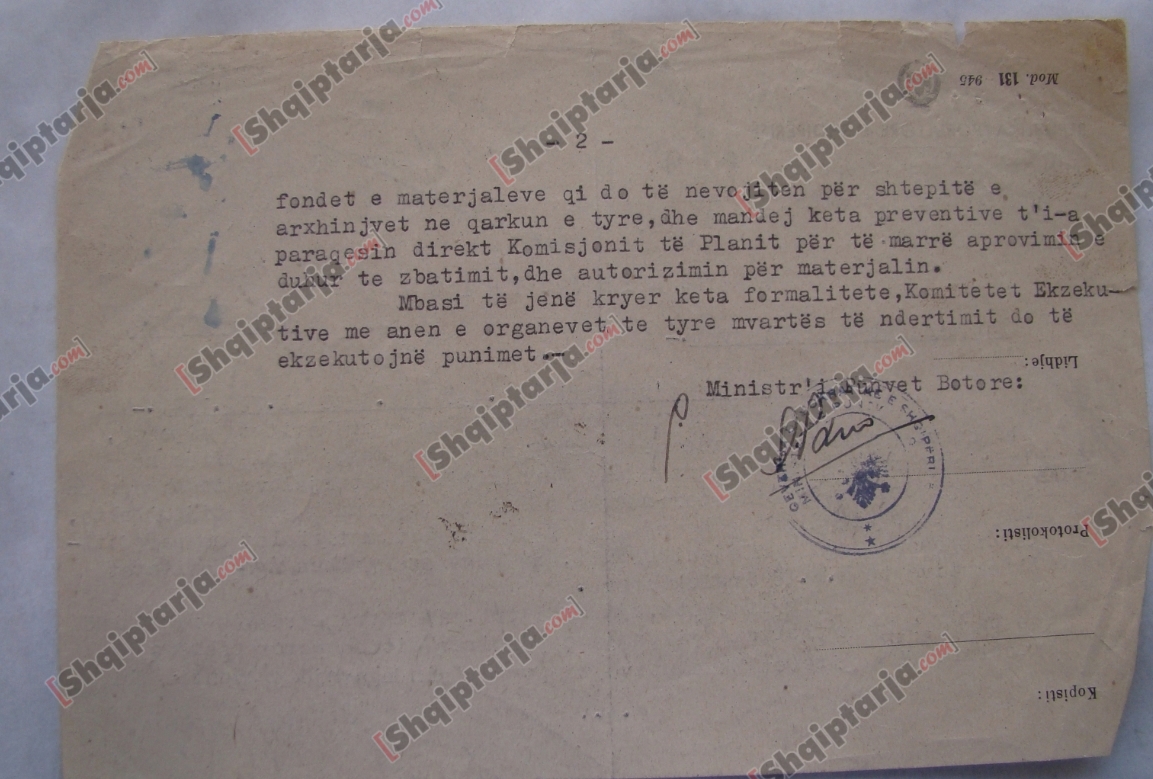 Mod. 131 945
- 2 -
fondet e materjaleve qi do të nevojiten për shtepitë e
arxhinjvet ne qarkun e tyre,dhe mandej keta preventive t'i-a
paraqesin direkt Komisjonit të Planit për të marrë aprovimin e
duhur te zbatimit,dhe autorizimin për materjalin.
Mbasi të jenë kryer keta formalitete,Komitetet Ekzeku-
tive me anen e organevet te tyre mvartës të ndertimit do të
ekzekutojnë punimet.-
Lidhje:
Ministr'i Punvet Botore:
P.
Protokolisti:
Kopisti:
[Shqiptarja.com]